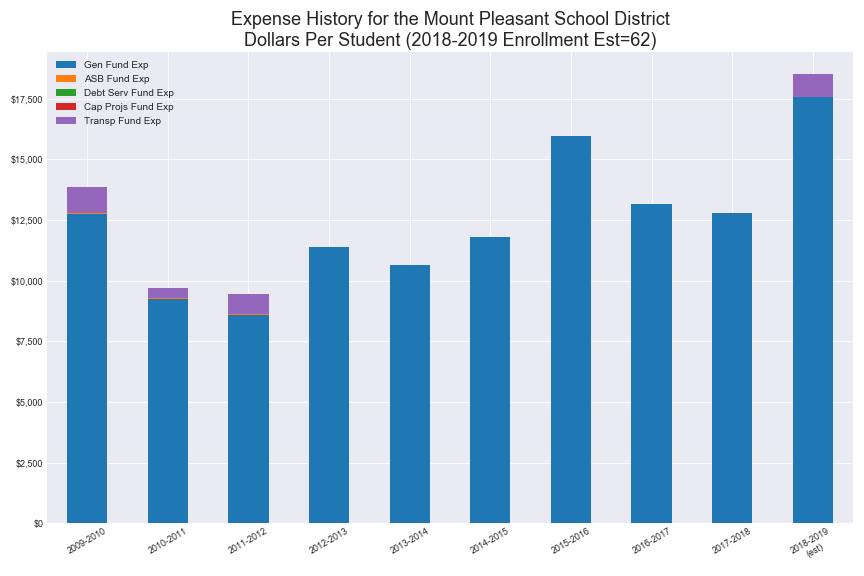 Expense History for the Mount Pleasant School District
Dollars Per Student (2018-2019 Enrollment Est=62)
Gen Fund Exp
ASB Fund Exp
Debt Serv Fund Exp
Cap Projs Fund Exp
Transp Fund Exp
$17,500
$15,000
$12,500
$10,000
$7,500
$5,000
$2,500
$0
2009-2010
2010-2011
2011-2012
2012-2013
2013-2014
2014-2015
2015-2016
2016-2017
2017-2018
2018-2019
(est)